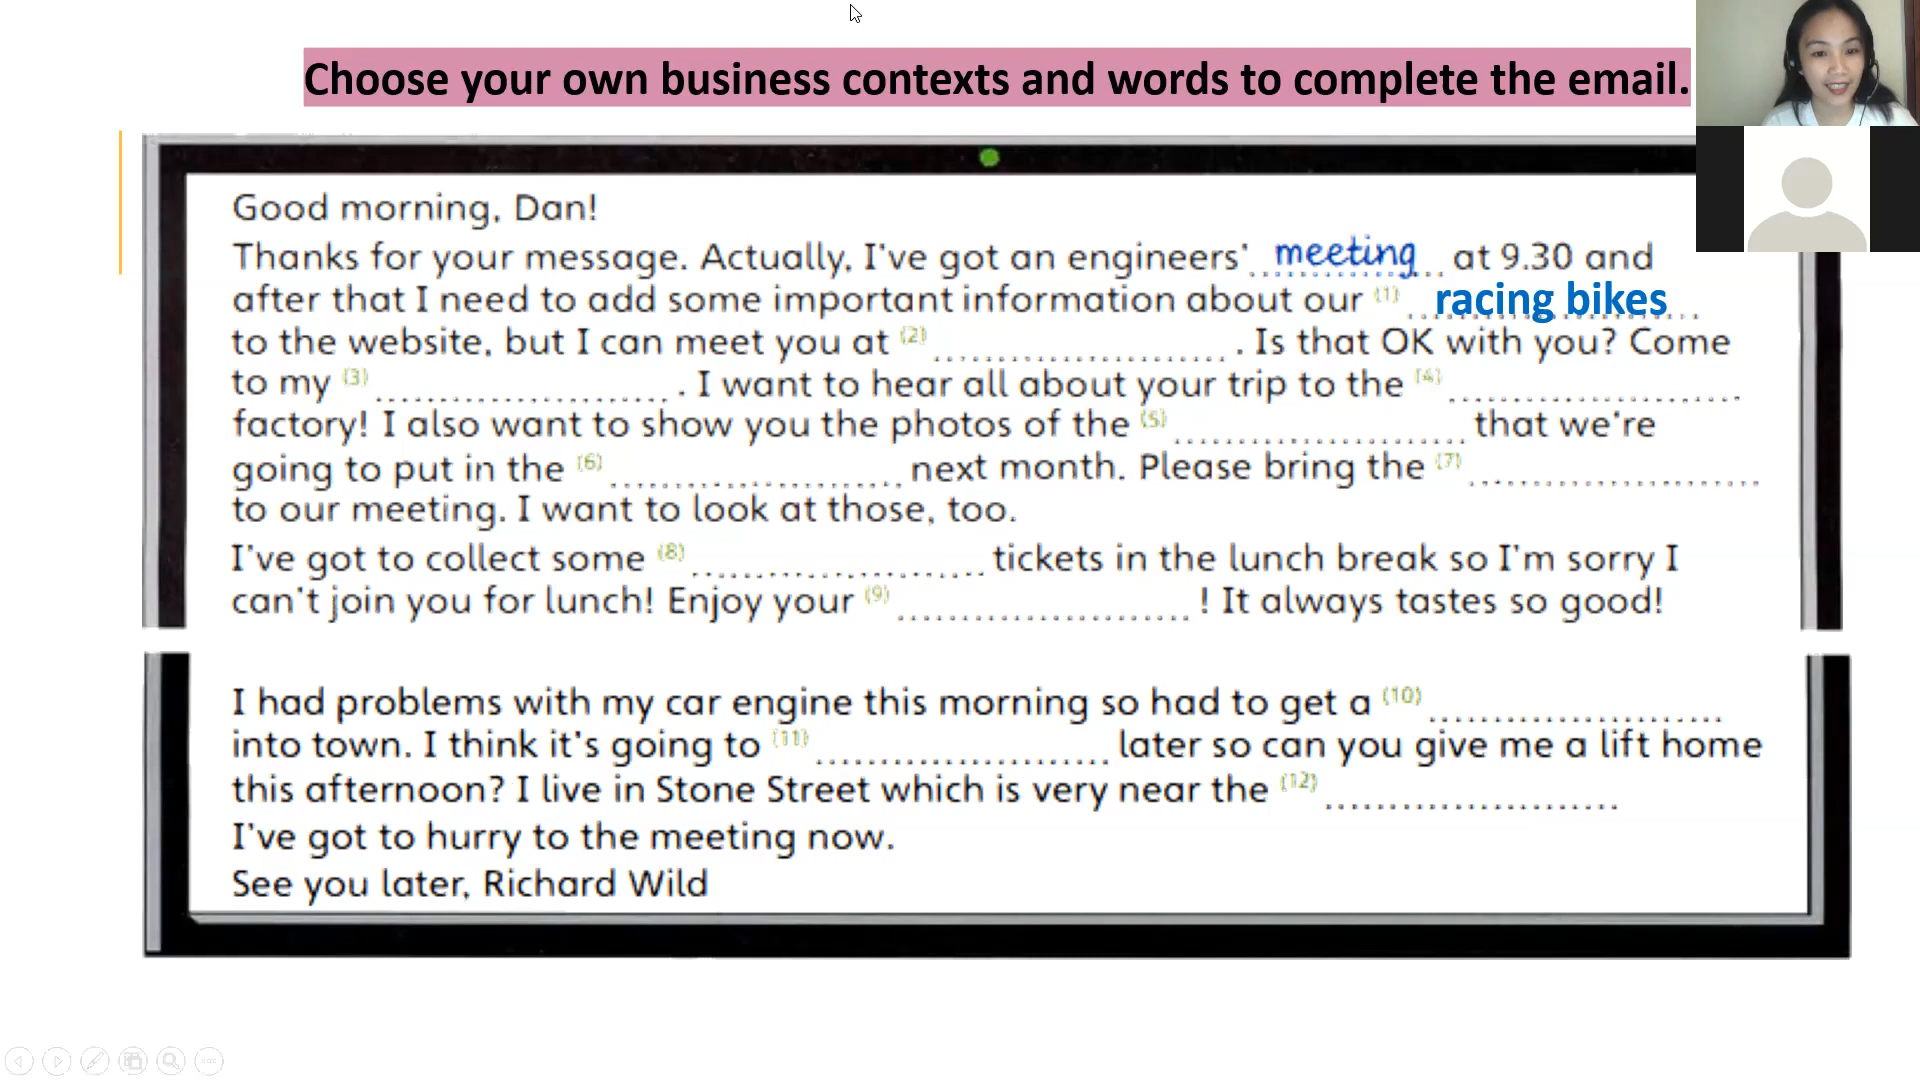 Choose your own business contexts and words to complete the email.
Good morning, Dan!
Thanks for your message. Actually, I've got an engineers' meeting at 9.30 and
after that I need to add some important information about our (1) racing bikes
to the website, but I can meet you at (2) .................... . Is that OK with you? Come
to my (3) .................... . I want to hear all about your trip to the (4) ....................
factory! I also want to show you the photos of the (5) .................... that we're
going to put in the (6) .................... next month. Please bring the (7) ....................
to our meeting. I want to look at those, too.
I've got to collect some (8) .................... tickets in the lunch break so I'm sorry I
can't join you for lunch! Enjoy your (9) .................... ! It always tastes so good!
I had problems with my car engine this morning so had to get a (10) ....................
into town. I think it's going to (11) .................... later so can you give me a lift home
this afternoon? I live in Stone Street which is very near the (12) ....................
I've got to hurry to the meeting now.
See you later, Richard Wild